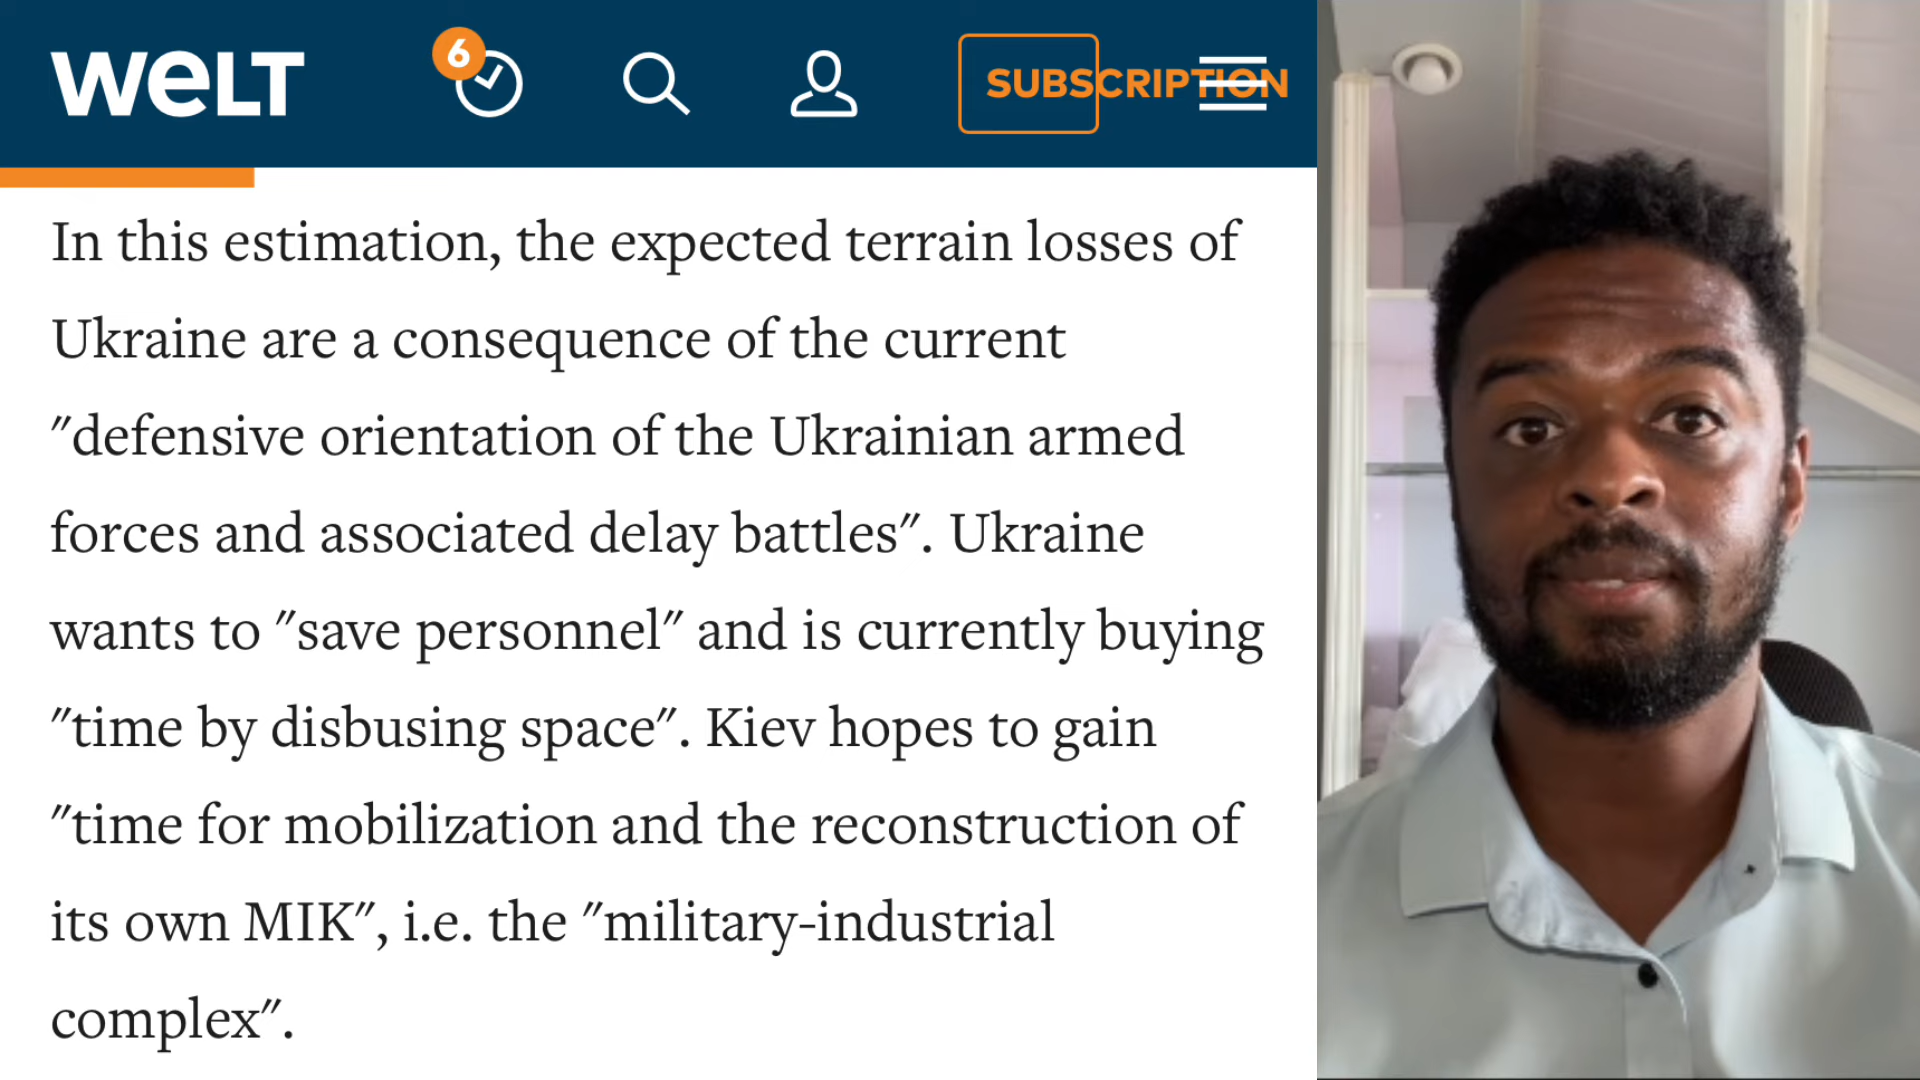 WELT
6
SUBSCRIPTION
In this estimation, the expected terrain losses of
Ukraine are a consequence of the current
"defensive orientation of the Ukrainian armed
forces and associated delay battles". Ukraine
wants to "save personnel" and is currently buying
"time by disbusing space". Kiev hopes to gain
"time for mobilization and the reconstruction of
its own MIK", i.e. the "military-industrial
complex".